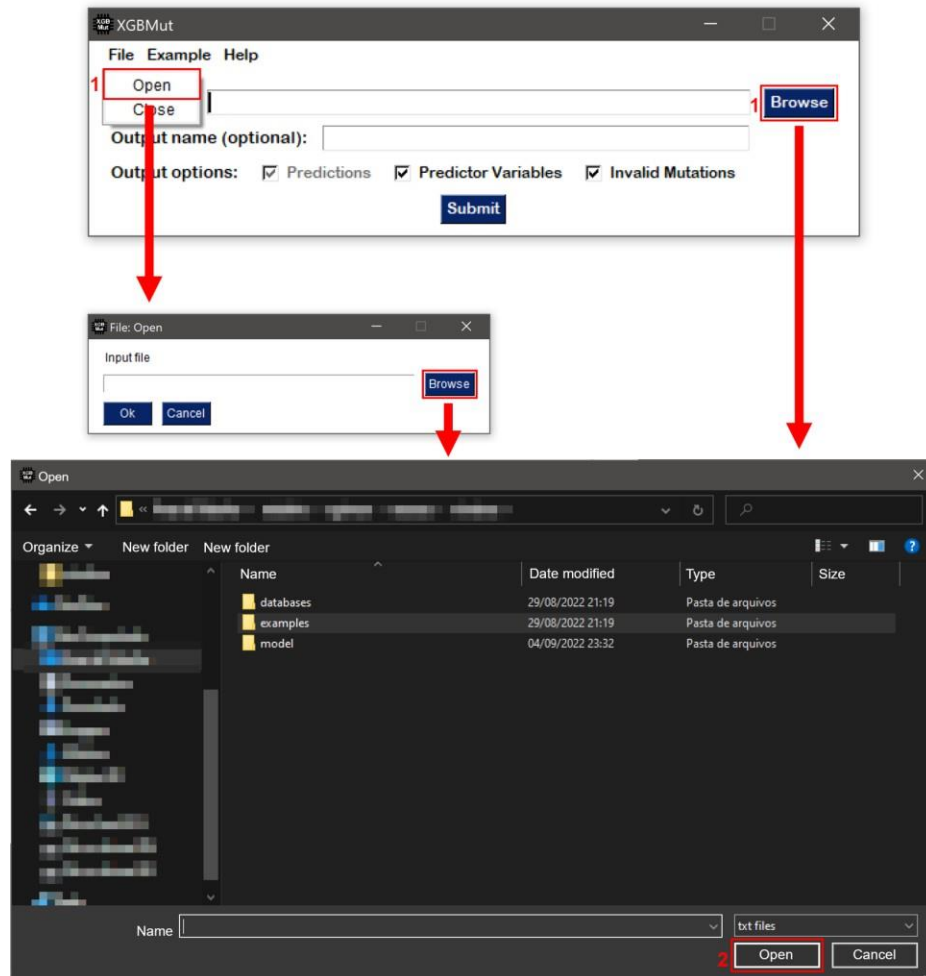 XGBMut
File Example Help
1 Open
Close
1 Browse
Output name (optional):
Output options: Predictions Predictor Variables Invalid Mutations
Submit
File: Open
Input file
Browse
Ok Cancel
Open
Organize New folder New folder
Name Date modified Type Size
databases 29/08/2022 21:19 Pasta de arquivos
examples 29/08/2022 21:19 Pasta de arquivos
model 04/09/2022 23:32 Pasta de arquivos
Name txt files
2 Open Cancel